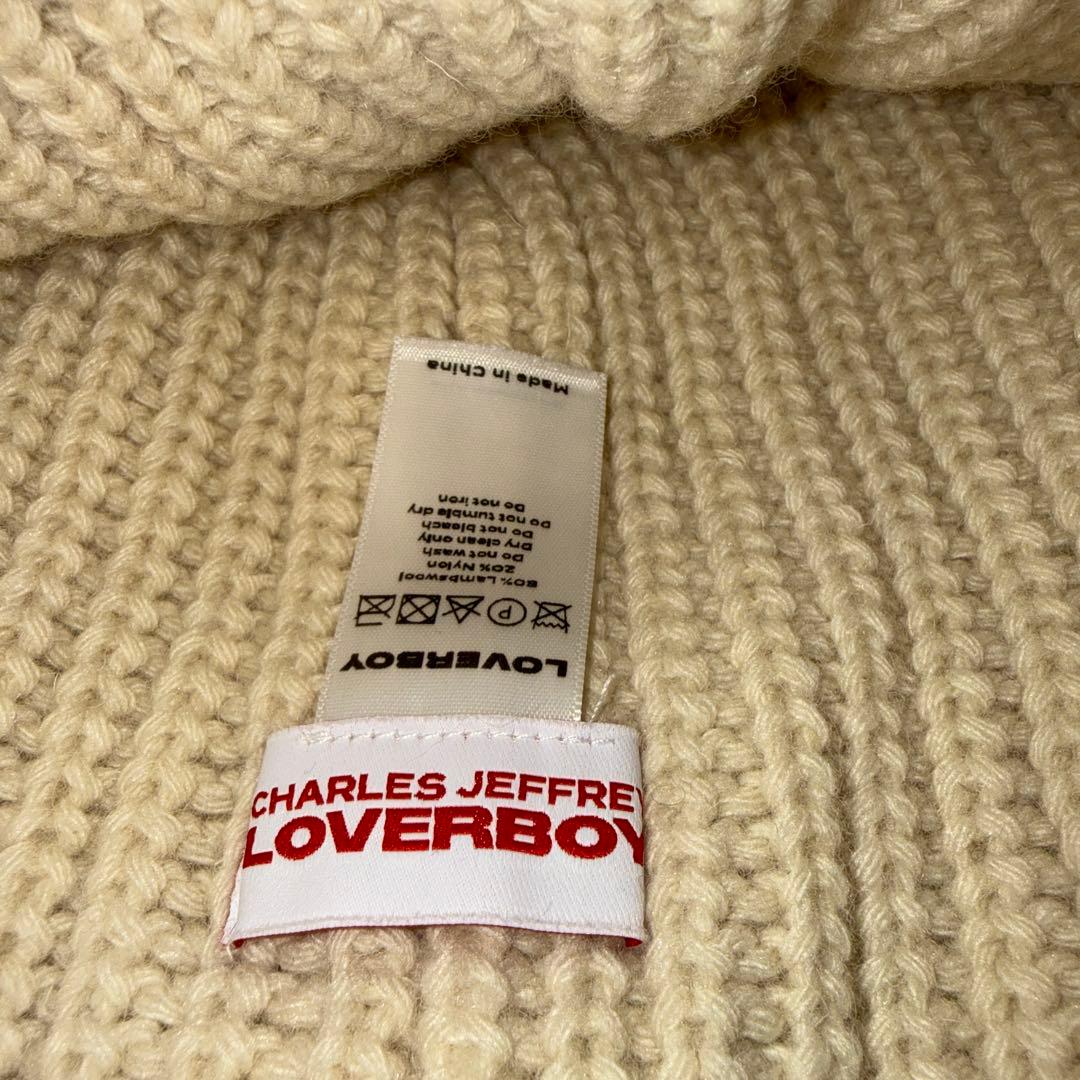 CHARLES JEFFREY
LOVERBOY
LOVERBOY
P
80% Lambswool
20% Nylon
Do not wash
Dry clean only
Do not bleach
Do not tumble dry
Do not iron
Made in China